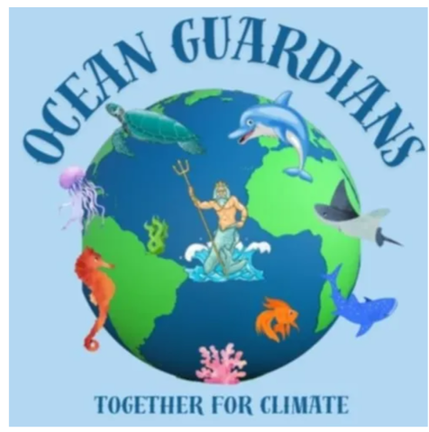 OCEAN GUARDIANS
TOGETHER FOR CLIMATE